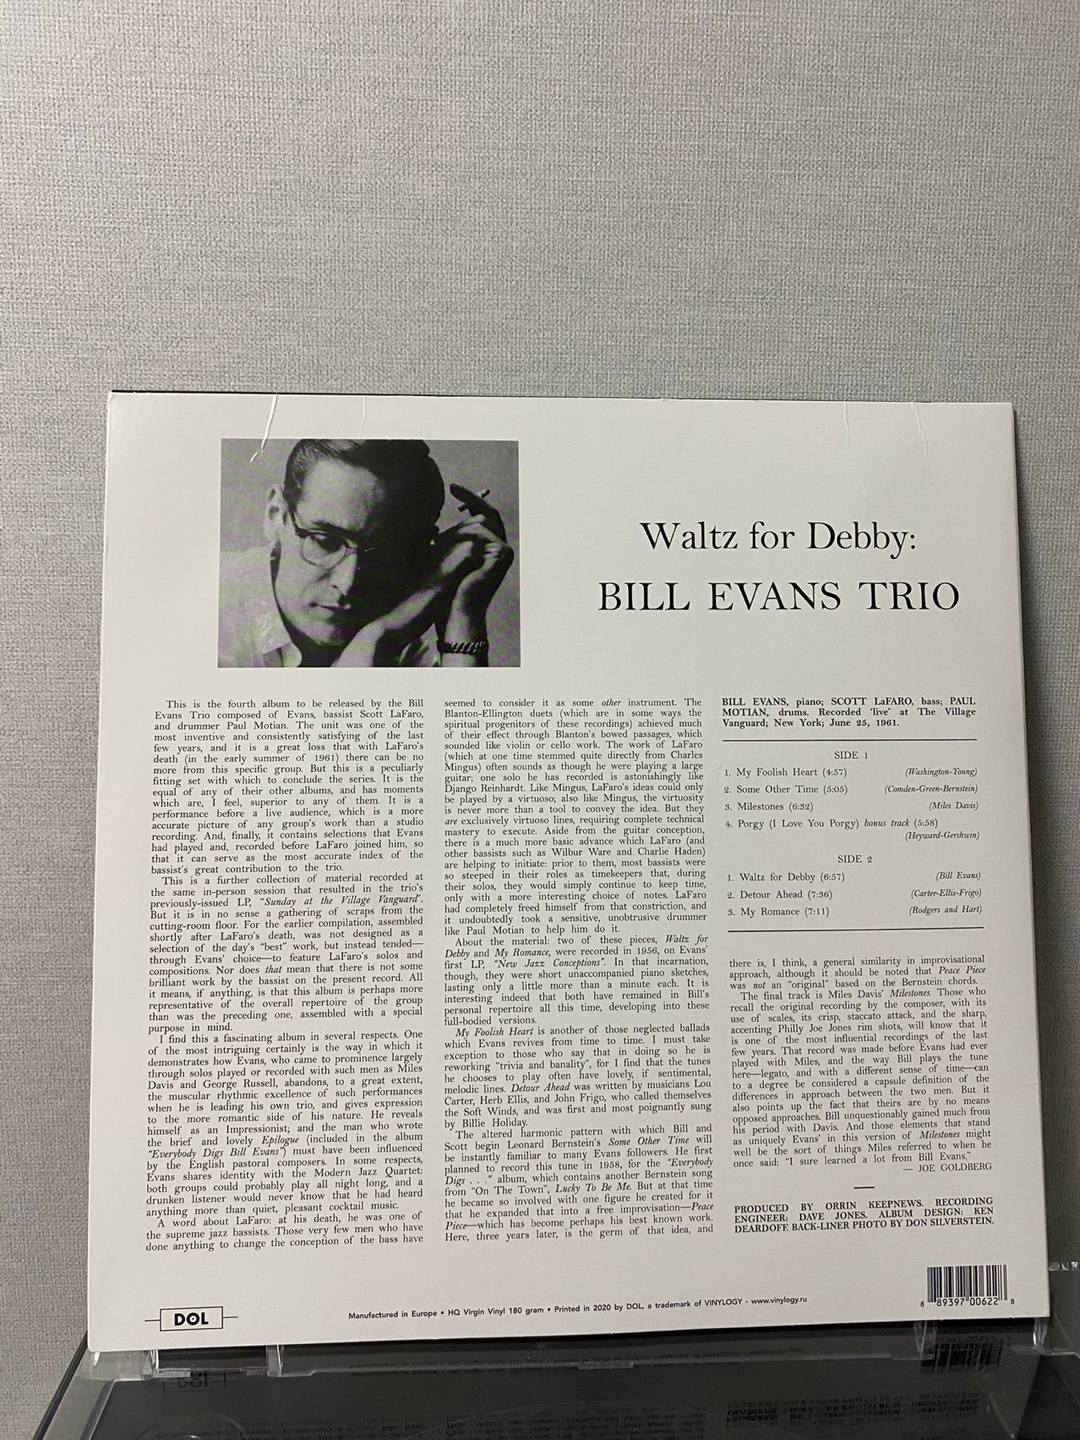 Waltz for Debby:
BILL EVANS TRIO
This is the fourth album to be released by the Bill
Evans Trio composed of Evans, bassist Scott LaFaro,
and drummer Paul Motian. The unit was one of the
most inventive and consistently satisfying of the last
few years, and it is a great loss that with LaFaro's
death (in the early summer of 1961) there can be no
more from this specific group. But this is a peculiarly
fitting set with which to conclude the series. It is the
equal of any of their other albums, and has moments
which are, I feel, superior to any of them. It is a
performance before a live audience, which is a more
accurate picture of any group's work than a studio
recording. And, finally, it contains selections that Evans
had played and, recorded before LaFaro joined him, so
that it can serve as the most accurate index of the
bassist's great contribution to the trio.
This is a further collection of material recorded at
the same in-person session that resulted in the trio's
previously-issued LP, "Sunday at the Village Vanguard".
But it is in no sense a gathering of scraps from the
cutting-room floor. For the earlier compilation, assembled
shortly after LaFaro's death, was not designed as a
selection of the day's "best" work, but instead tended—
through Evans' choice—to feature LaFaro's solos and
compositions. Nor does that mean that there is not some
brilliant work by the bassist on the present record. All
it means, if anything, is that this album is perhaps more
representative of the overall repertoire of the group
than was the preceding one, assembled with a special
purpose in mind.
I find this a fascinating album in several respects. One
of the most intriguing certainly is the way in which it
demonstrates how Evans, who came to prominence largely
through solos played or recorded with such men as Miles
Davis and George Russell, abandons, to a great extent,
the muscular rhythmic excellence of such performances
when he is leading his own trio, and gives expression
to the more romantic side of his nature. He reveals
himself as an Impressionist; and the man who wrote
the brief and lovely Epilogue (included in the album
"Everybody Digs Bill Evans") must have been influenced
by the English pastoral composers. In some respects,
Evans shares identity with the Modern Jazz Quartet:
both groups could probably play all night long, and a
drunken listener would never know that he had heard
anything more than quiet, pleasant cocktail music.
A word about LaFaro: at his death, he was one of
the supreme jazz bassists. Those very few men who have
done anything to change the conception of the bass have
seemed to consider it as some other instrument. The
Blanton-Ellington duets (which are in some ways the
spiritual progenitors of these recordings) achieved much
of their effect through Blanton's bowed passages, which
sounded like violin or cello work. The work of LaFaro
(which at one time stemmed quite directly from Charles
Mingus) often sounds as though he were playing a large
guitar; one solo he has recorded is astonishingly like
Django Reinhardt. Like Mingus, LaFaro's ideas could only
be played by a virtuoso; also like Mingus, the virtuosity
is never more than a tool to convey the idea. But they
are exclusively virtuoso lines, requiring complete technical
mastery to execute. Aside from the guitar conception,
there is a much more basic advance which LaFaro (and
other bassists such as Wilbur Ware and Charlie Haden)
are helping to initiate: prior to them, most bassists were
so steeped in their roles as timekeepers that, during
their solos, they would simply continue to keep time,
only with a more interesting choice of notes. LaFaro
had completely freed himself from that constriction, and
it undoubtedly took a sensitive, unobtrusive drummer
like Paul Motian to help him do it.
About the material: two of these pieces, Waltz for
Debby and My Romance, were recorded in 1956, on Evans'
first LP, "New Jazz Conceptions". In that incarnation,
though, they were short unaccompanied piano sketches,
lasting only a little more than a minute each. It is
interesting indeed that both have remained in Bill's
personal repertoire all this time, developing into these
full-bodied versions.
My Foolish Heart is another of those neglected ballads
which Evans revives from time to time. I must take
exception to those who say that in doing so he is
reworking "trivia and banality", for I find that the tunes
he chooses to play often have lovely, if sentimental,
melodic lines. Detour Ahead was written by musicians Lou
Carter, Herb Ellis, and John Frigo, who called themselves
the Soft Winds, and was first and most poignantly sung
by Billie Holiday.
The altered harmonic pattern with which Bill and
Scott begin Leonard Bernstein's Some Other Time will
be instantly familiar to many Evans followers. He first
planned to record this tune in 1958, for the "Everybody
Digs . . ." album, which contains another Bernstein song
from "On The Town", Lucky To Be Me. But at that time
he became so involved with one figure he created for it
that he expanded that into a free improvisation—Peace
Piece—which has become perhaps his best known work.
Here, three years later, is the germ of that idea, and
BILL EVANS, piano; SCOTT LaFARO, bass; PAUL
MOTIAN, drums. Recorded 'live' at The Village
Vanguard; New York; June 25, 1961.
SIDE 1
1. My Foolish Heart (4:57) (Washington-Young)
2. Some Other Time (5:05) (Comden-Green-Bernstein)
3. Milestones (6:32) (Miles Davis)
4. Porgy (I Love You Porgy) bonus track (5:58)
(Heyward-Gershwin)
SIDE 2
1. Waltz for Debby (6:57) (Bill Evans)
2. Detour Ahead (7:36) (Carter-Ellis-Frigo)
3. My Romance (7:11) (Rodgers and Hart)
there is, I think, a general similarity in improvisational
approach, although it should be noted that Peace Piece
was not an "original" based on the Bernstein chords.
The final track is Miles Davis' Milestones. Those who
recall the original recording by the composer, with its
use of scales, its crisp, staccato attack, and the sharp,
accenting Philly Joe Jones rim shots, will know that it
is one of the most influential recordings of the last
few years. That record was made before Evans had ever
played with Miles, and the way Bill plays the tune
here—legato, and with a different sense of time—can
to a degree be considered a capsule definition of the
differences in approach between the two men. But it
also points up the fact that theirs are by no means
opposed approaches. Bill unquestionably gained much from
his period with Davis. And those elements that stand
as uniquely Evans' in this version of Milestones might
well be the sort of things Miles referred to when he
once said: "I sure learned a lot from Bill Evans."
— JOE GOLDBERG
PRODUCED BY ORRIN KEEPNEWS. RECORDING
ENGINEER: DAVE JONES. ALBUM DESIGN: KEN
DEARDOFF. BACK-LINER PHOTO BY DON SILVERSTEIN.
DOL
Manufactured in Europe • HQ Virgin Vinyl 180 gram • Printed in 2020 by DOL, a trademark of VINYLOGY - www.vinylogy.ru
8 89397 00622 8